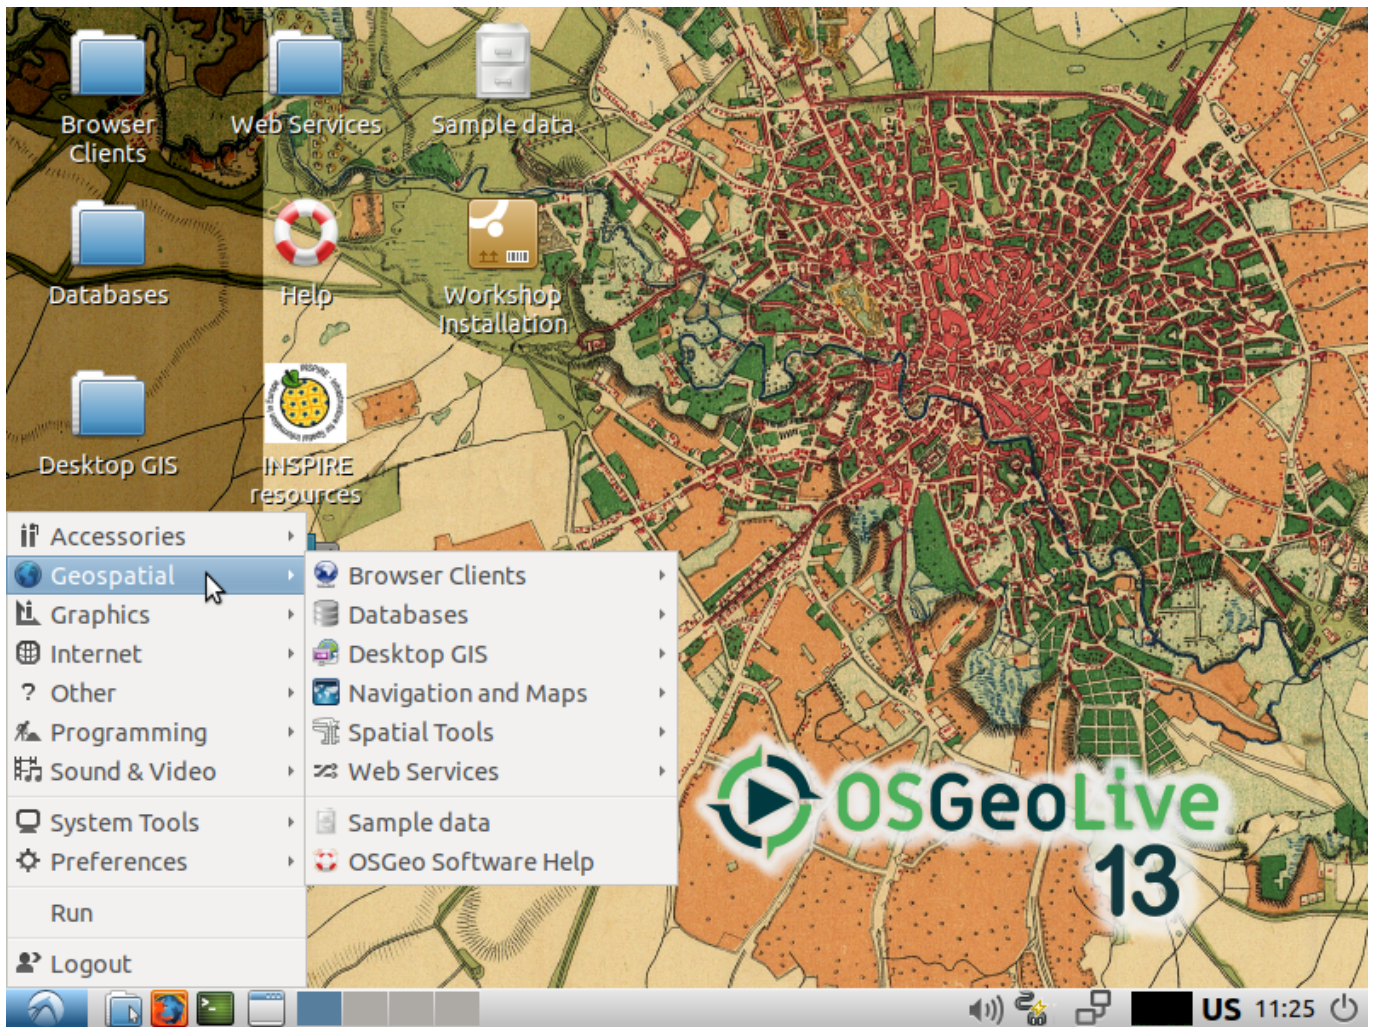 Browser
Clients
Web Services
Sample data
Databases
Help
Workshop
Installation
Desktop GIS
INSPIRE
resources
Accessories
Geospatial
Graphics
Internet
? Other
Programming
Sound & Video
System Tools
Preferences
Run
Logout
Browser Clients
Databases
Desktop GIS
Navigation and Maps
Spatial Tools
Web Services
Sample data
OSGeo Software Help
OSGeoLive
13
US 11:25